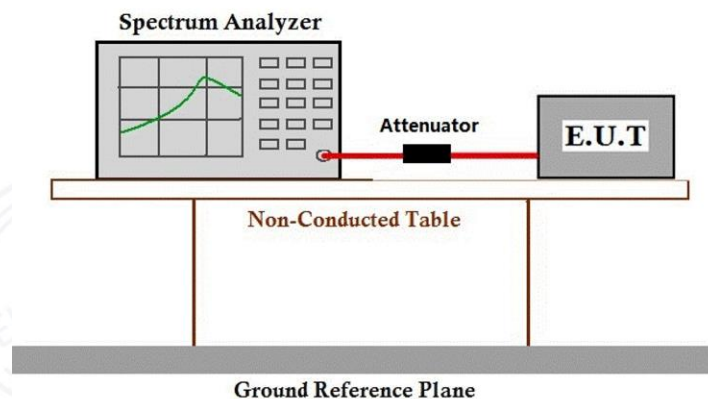 Spectrum Analyzer
Attenuator
E.U.T
Non-Conducted Table
Ground Reference Plane